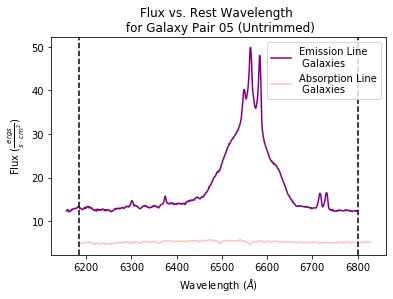 Flux vs. Rest Wavelength
for Galaxy Pair 05 (Untrimmed)
Emission Line
Galaxies
Absorption Line
Galaxies
Flux (ergs / s · cm²)
50
40
30
20
10
6200 6300 6400 6500 6600 6700 6800
Wavelength (Å)